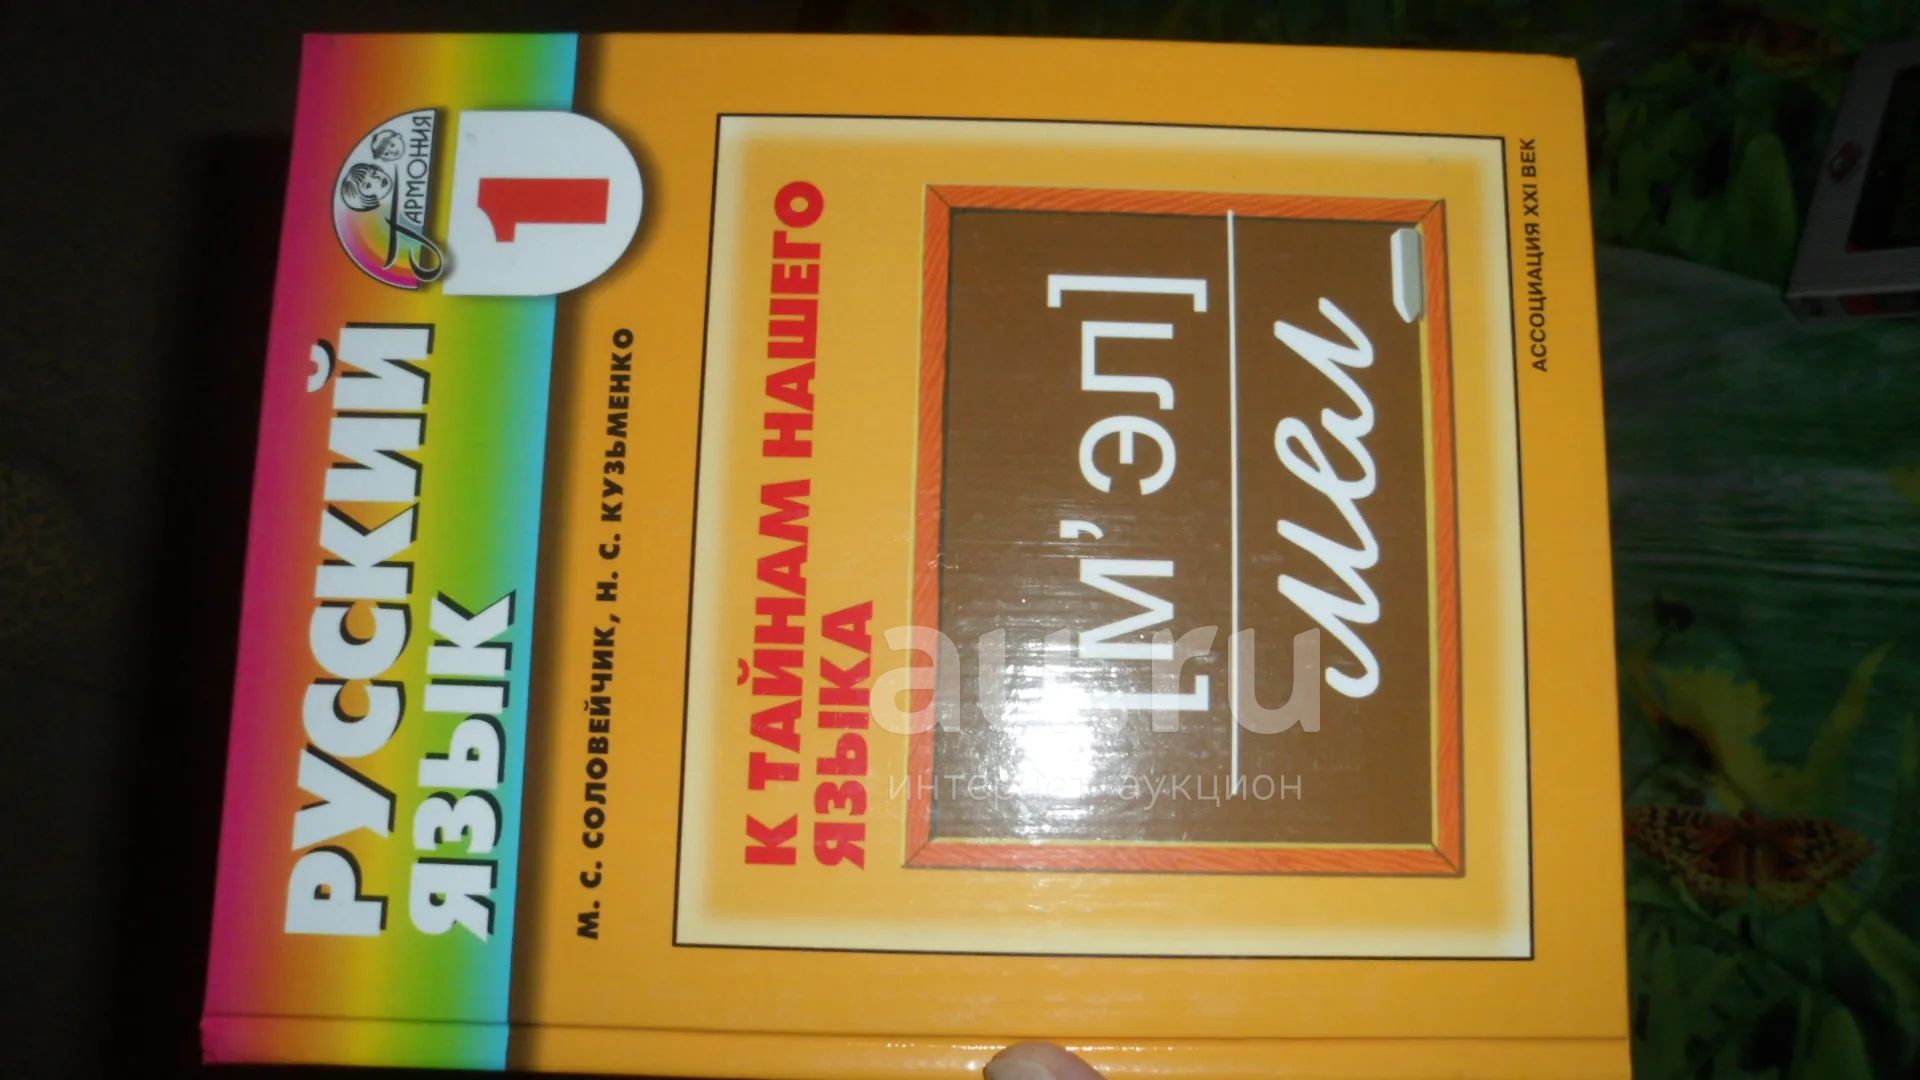 РУССКИЙ
ЯЗЫК
ГАРМОНИЯ
1
М. С. СОЛОВЕЙЧИК, Н. С. КУЗЬМЕНКО
К ТАЙНАМ НАШЕГО
ЯЗЫКА
[М’ЭЛ]
мел
АССОЦИАЦИЯ XXI ВЕК
au.ru
интернет аукцион